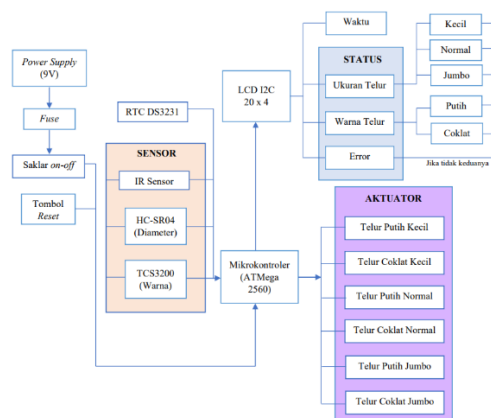 Power Supply
(9V)
Fuse
Saklar on-off
Tombol
Reset
RTC DS3231
SENSOR
IR Sensor
HC-SR04
(Diameter)
TCS3200
(Warna)
LCD I2C
20 x 4
Mikrokontroler
(ATMega
2560)
Waktu
STATUS
Ukuran Telur
Warna Telur
Error
Kecil
Normal
Jumbo
Putih
Coklat
Jika tidak keduanya
AKTUATOR
Telur Putih Kecil
Telur Coklat Kecil
Telur Putih Normal
Telur Coklat Normal
Telur Putih Jumbo
Telur Coklat Jumbo